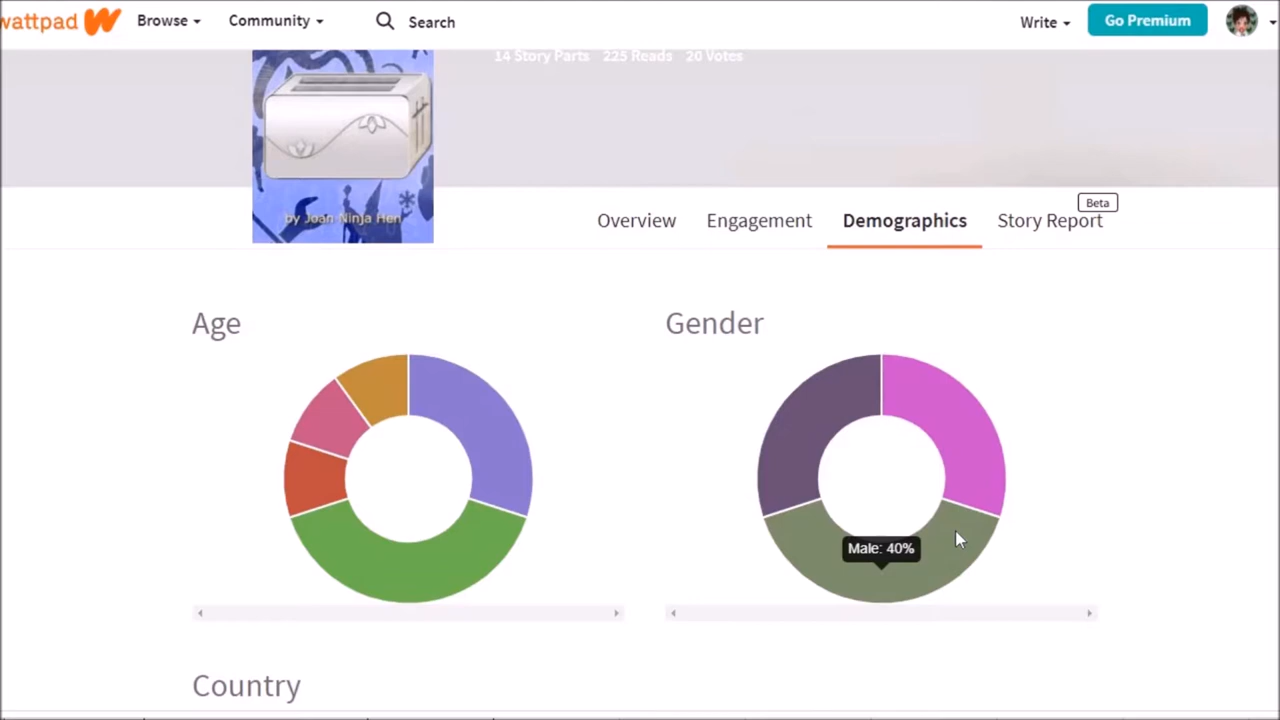 wattpad
Browse
Community
Search
Write
Go Premium
14 Story Parts 225 Reads 20 Votes
by Joan Ninja Hen
Overview
Engagement
Demographics
Story Report
Beta
Age
Gender
Male: 40%
Country